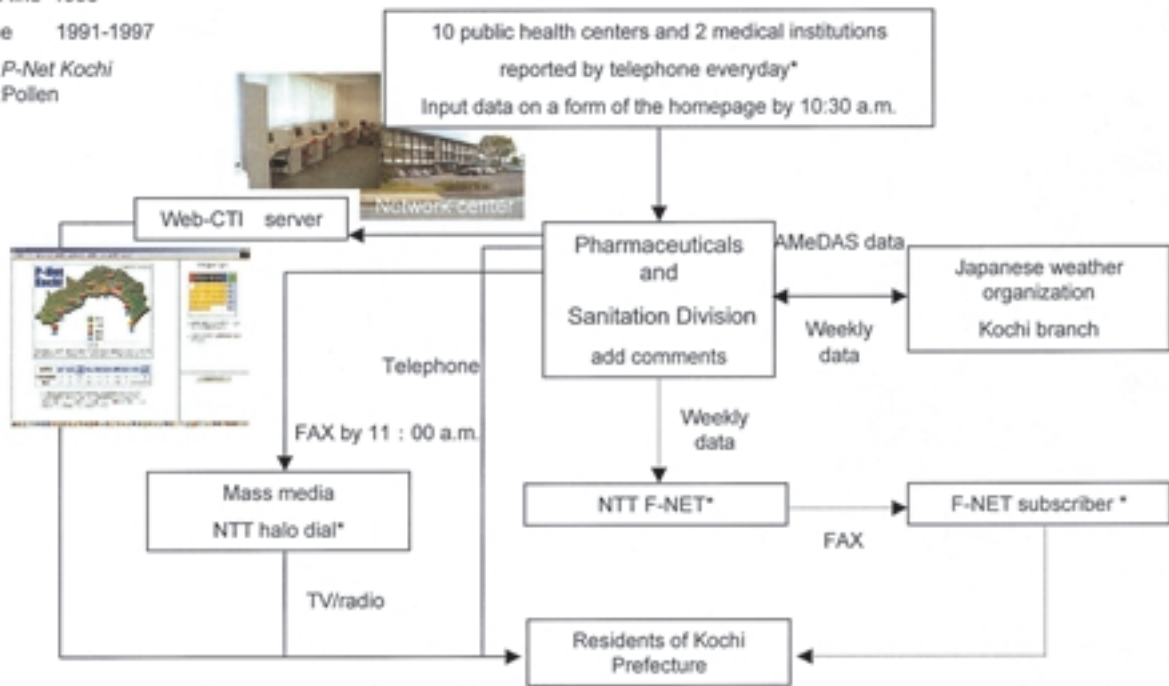 e 1991-1997
P-Net Kochi
Pollen
10 public health centers and 2 medical institutions
reported by telephone everyday*
Input data on a form of the homepage by 10:30 a.m.
Network center
Web-CTI server
P-Net
Kochi
Pharmaceuticals
and
Sanitation Division
add comments
AMeDAS data
Weekly
data
Japanese weather
organization
Kochi branch
Telephone
FAX by 11 : 00 a.m.
Weekly
data
Mass media
NTT halo dial*
NTT F-NET*
FAX
F-NET subscriber *
TV/radio
Residents of Kochi
Prefecture